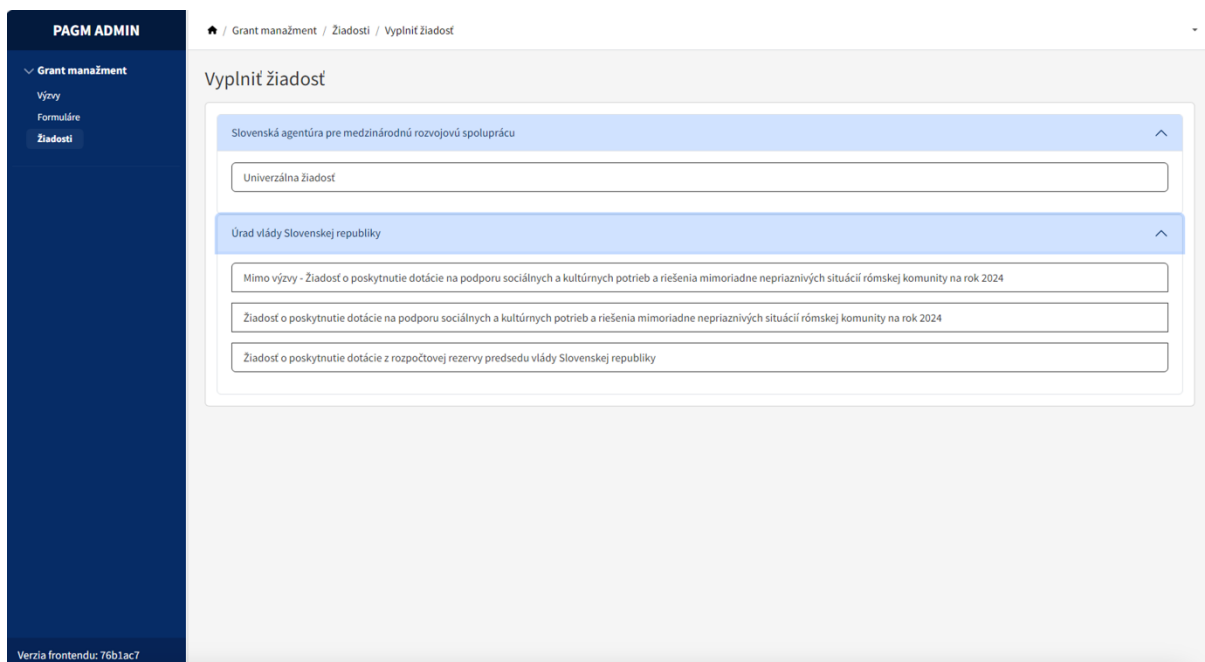 PAGM ADMIN
/ Grant manažment / Žiadosti / Vyplniť žiadosť
Grant manažment
Výzvy
Formuláre
Žiadosti
Vyplniť žiadosť
Slovenská agentúra pre medzinárodnú rozvojovú spoluprácu
Univerzálna žiadosť
Úrad vlády Slovenskej republiky
Mimo výzvy - Žiadosť o poskytnutie dotácie na podporu sociálnych a kultúrnych potrieb a riešenia mimoriadne nepriaznivých situácií rómskej komunity na rok 2024
Žiadosť o poskytnutie dotácie na podporu sociálnych a kultúrnych potrieb a riešenia mimoriadne nepriaznivých situácií rómskej komunity na rok 2024
Žiadosť o poskytnutie dotácie z rozpočtovej rezervy predsedu vlády Slovenskej republiky
Verzia frontendu: 76b1ac7